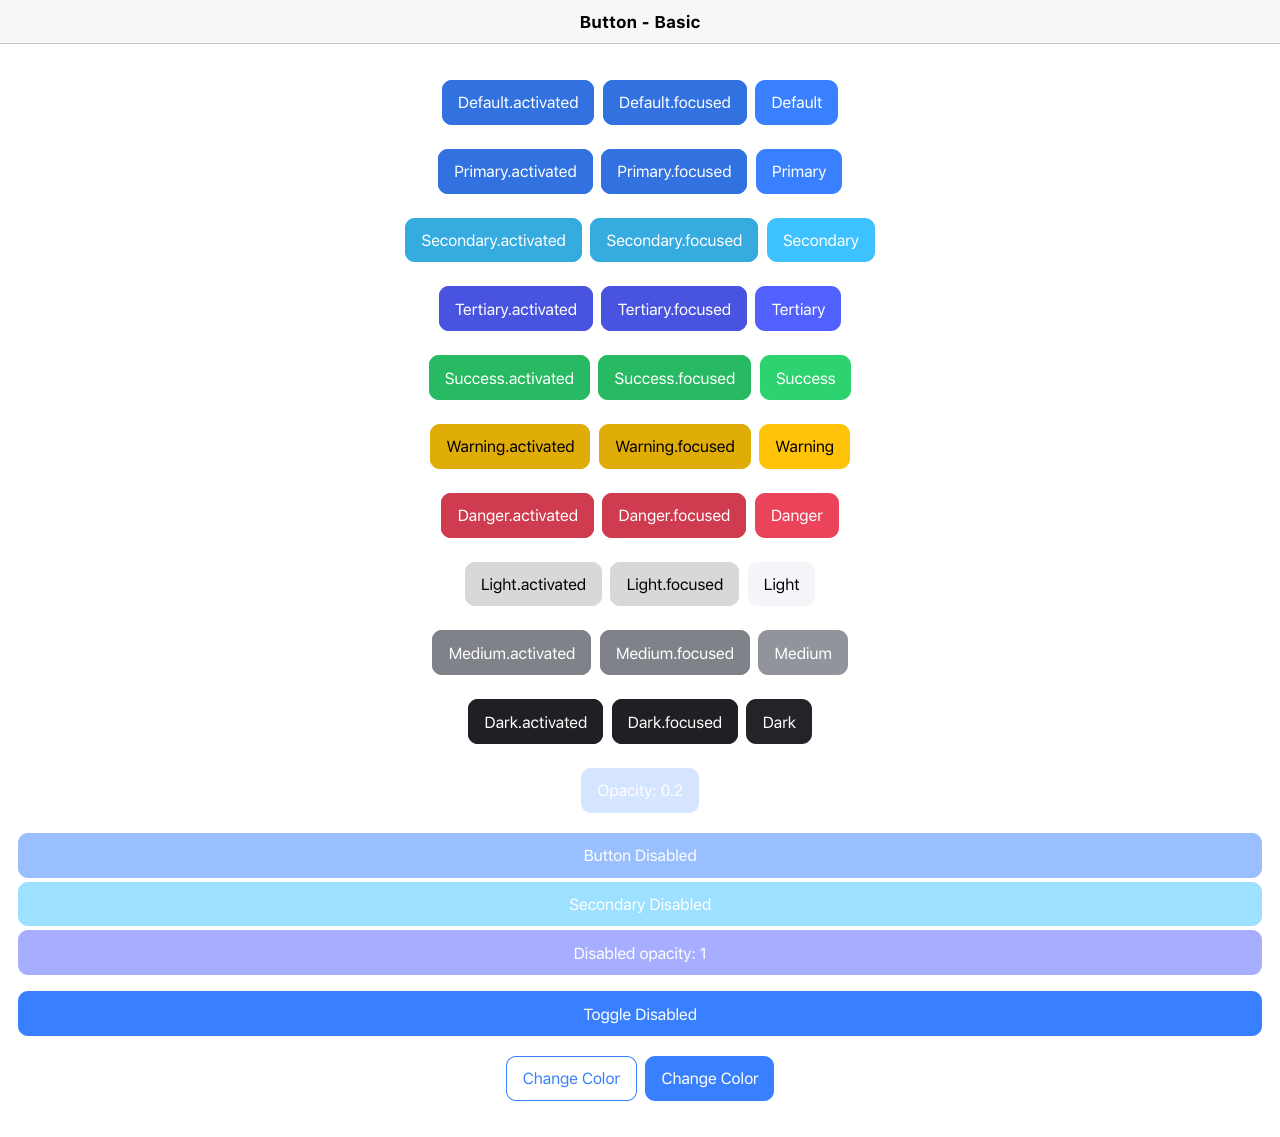 Button - Basic
Default.activated Default.focused Default
Primary.activated Primary.focused Primary
Secondary.activated Secondary.focused Secondary
Tertiary.activated Tertiary.focused Tertiary
Success.activated Success.focused Success
Warning.activated Warning.focused Warning
Danger.activated Danger.focused Danger
Light.activated Light.focused Light
Medium.activated Medium.focused Medium
Dark.activated Dark.focused Dark
Opacity: 0.2
Button Disabled
Secondary Disabled
Disabled opacity: 1
Toggle Disabled
Change Color Change Color